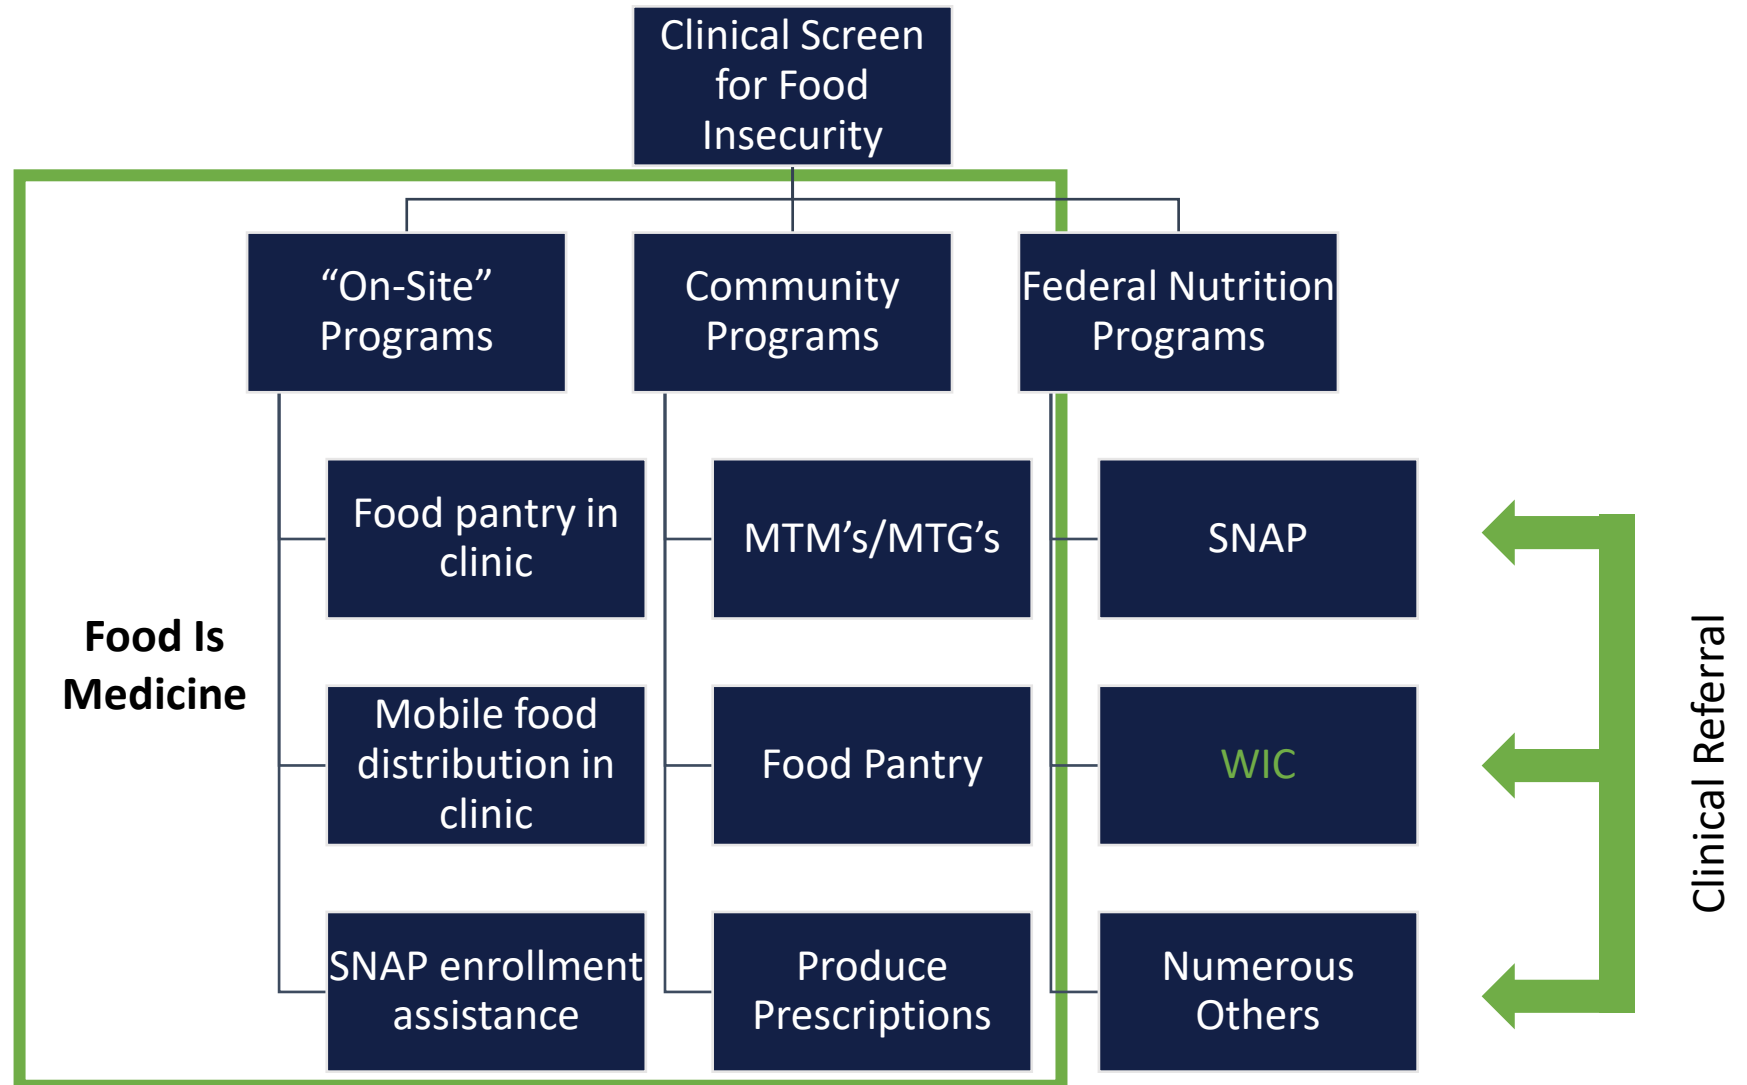 Clinical Screen
for Food
Insecurity
“On-Site”
Programs
Community
Programs
Federal Nutrition
Programs
Food pantry in
clinic
MTM’s/MTG’s
SNAP
Food Is
Medicine
Mobile food
distribution in
clinic
Food Pantry
WIC
Clinical Referral
SNAP enrollment
assistance
Produce
Prescriptions
Numerous
Others